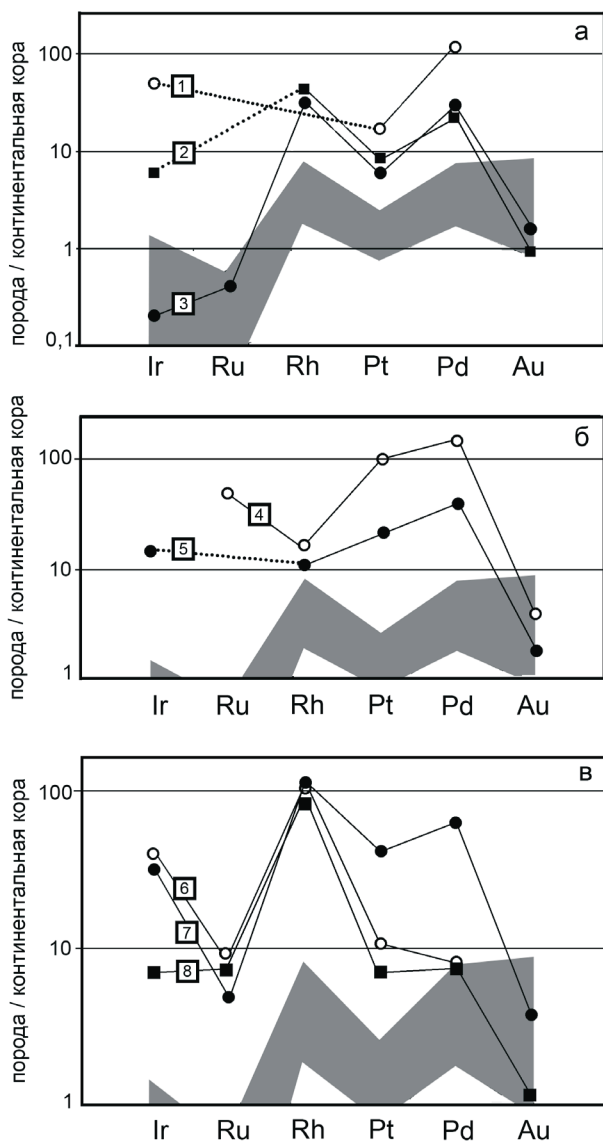 а
порода / континентальная кора
100
10
1
0,1
1
2
3
Ir Ru Rh Pt Pd Au
б
порода / континентальная кора
100
10
1
4
5
Ir Ru Rh Pt Pd Au
в
порода / континентальная кора
100
10
1
6
7
8
Ir Ru Rh Pt Pd Au